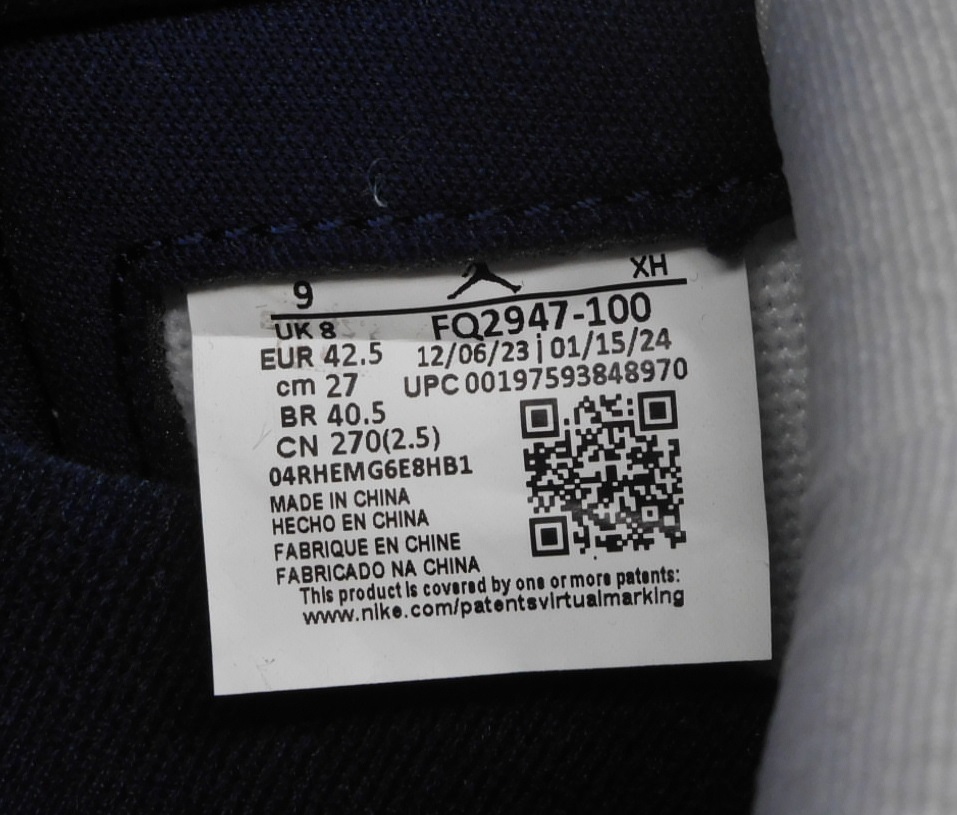 9 XH
UK 8 FQ2947-100
EUR 42.5 12/06/23 | 01/15/24
cm 27 UPC 00197593848970
BR 40.5
CN 270(2.5)
04RHEMG6E8HB1
MADE IN CHINA
HECHO EN CHINA
FABRIQUE EN CHINE
FABRICADO NA CHINA
This product is covered by one or more patents:
www.nike.com/patentsvirtualmarking